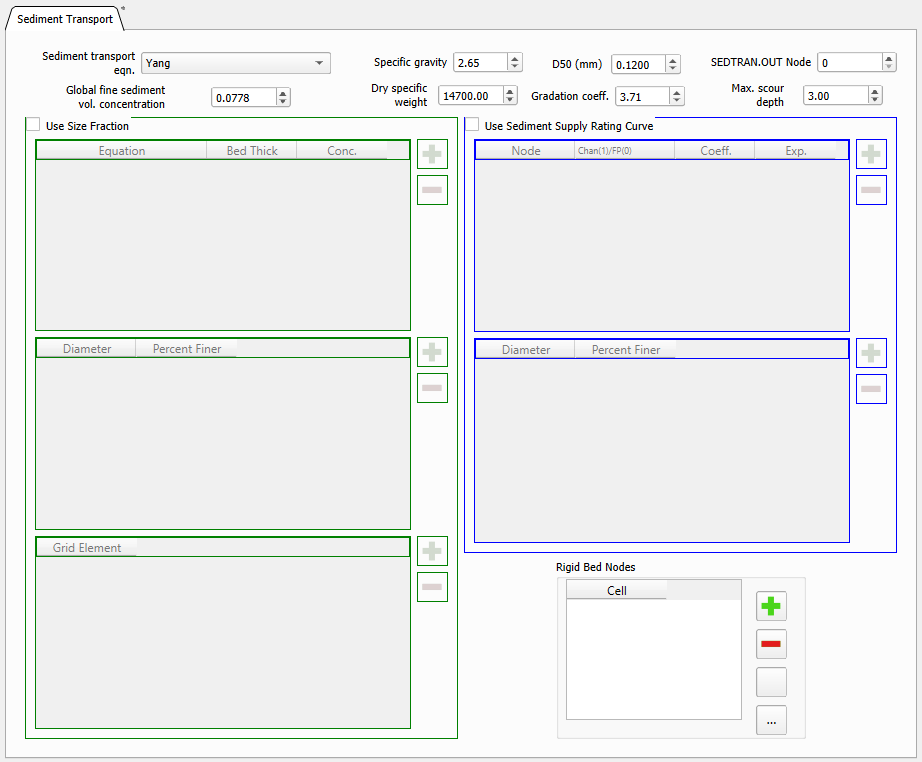 Sediment Transport *
Sediment transport eqn. Yang
Specific gravity 2.65
D50 (mm) 0.1200
SEDTRAN.OUT Node 0
Global fine sediment
vol. concentration 0.0778
Dry specific
weight 14700.00
Gradation coeff. 3.71
Max. scour
depth 3.00
Use Size Fraction
Equation Bed Thick Conc.
Diameter Percent Finer
Grid Element
Use Sediment Supply Rating Curve
Node Chan(1)/FP(0) Coeff. Exp.
Diameter Percent Finer
Rigid Bed Nodes
Cell
...